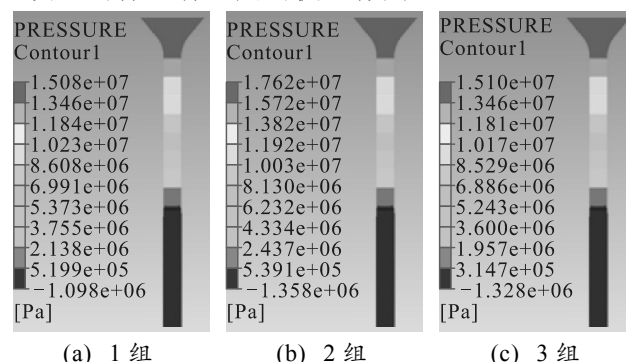 PRESSURE
Contour1
1.508e+07
1.346e+07
1.184e+07
1.023e+07
8.608e+06
6.991e+06
5.373e+06
3.755e+06
2.138e+06
5.199e+05
−1.098e+06
[Pa]
(a) 1 组
PRESSURE
Contour1
1.762e+07
1.572e+07
1.382e+07
1.192e+07
1.003e+07
8.130e+06
6.232e+06
4.334e+06
2.437e+06
5.391e+05
−1.358e+06
[Pa]
(b) 2 组
PRESSURE
Contour1
1.510e+07
1.346e+07
1.181e+07
1.017e+07
8.529e+06
6.886e+06
5.243e+06
3.600e+06
1.957e+06
3.147e+05
−1.328e+06
[Pa]
(c) 3 组